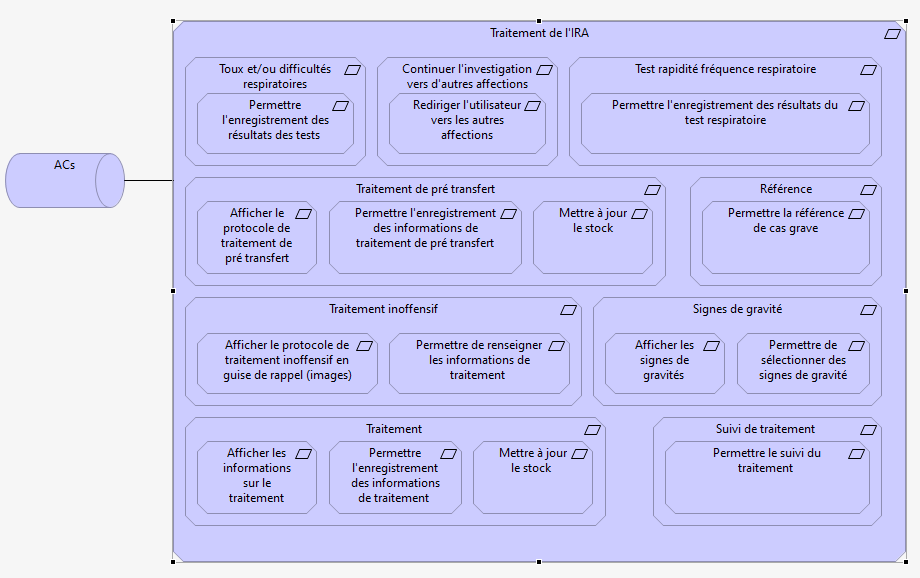 Traitement de l'IRA
Toux et/ou difficultés
respiratoires
Permettre
l'enregistrement des
résultats des tests
Continuer l'investigation
vers d'autres affections
Rediriger l'utilisateur
vers les autres
affections
Test rapidité fréquence respiratoire
Permettre l'enregistrement des résultats du
test respiratoire
ACs
Traitement de pré transfert
Afficher le
protocole de
traitement de
pré transfert
Permettre l'enregistrement
des informations de
traitement de pré transfert
Mettre à jour
le stock
Référence
Permettre la référence
de cas grave
Traitement inoffensif
Afficher le protocole de
traitement inoffensif en
guise de rappel (images)
Permettre de renseigner
les informations de
traitement
Signes de gravité
Afficher les
signes de
gravités
Permettre de
sélectionner des
signes de gravité
Traitement
Afficher les
informations
sur le
traitement
Permettre
l'enregistrement
des informations
de traitement
Mettre à jour
le stock
Suivi de traitement
Permettre le suivi du
traitement